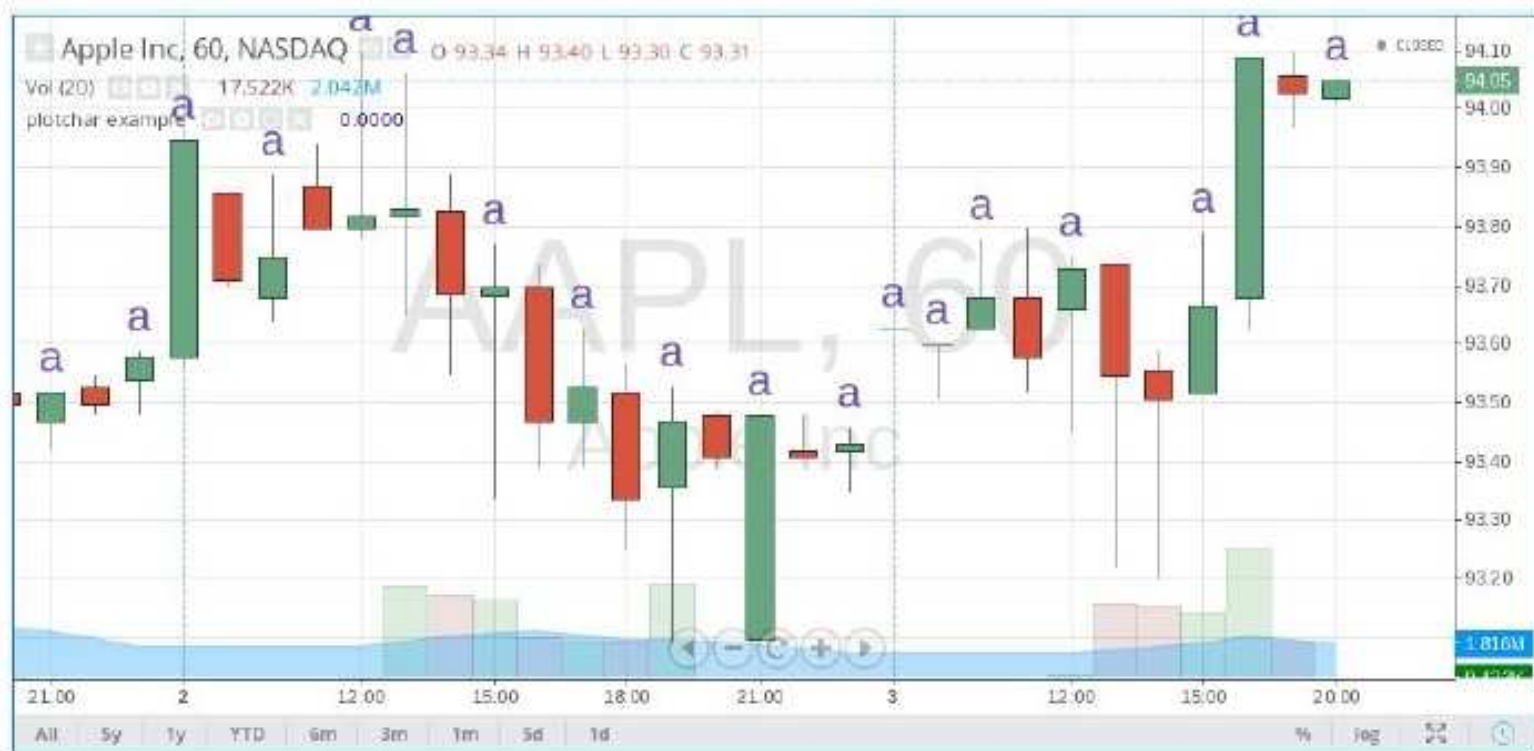 Apple Inc, 60, NASDAQ O 93.34 H 93.40 L 93.30 C 93.31
Vol (20) 17.522K 2.042M
plotchar example 0.0000
CLOSED
a a a a a a a a a a a a a a a a a a a
AAPL, 60
Apple Inc
94.10
94.05
94.00
93.90
93.80
93.70
93.60
93.50
93.40
93.30
93.20
1.816M
21:00 2 12:00 15:00 18:00 21:00 3 12:00 15:00 20:00
All 5y 1y YTD 6m 3m 1m 5d 1d % log